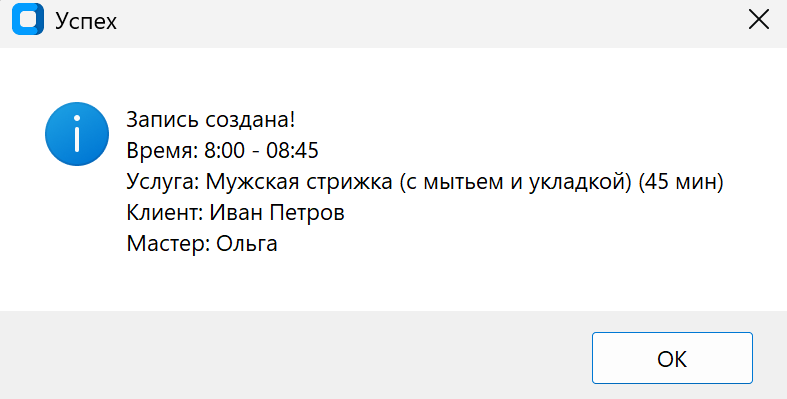 Успех
Запись создана!
Время: 8:00 - 08:45
Услуга: Мужская стрижка (с мытьем и укладкой) (45 мин)
Клиент: Иван Петров
Мастер: Ольга
OK